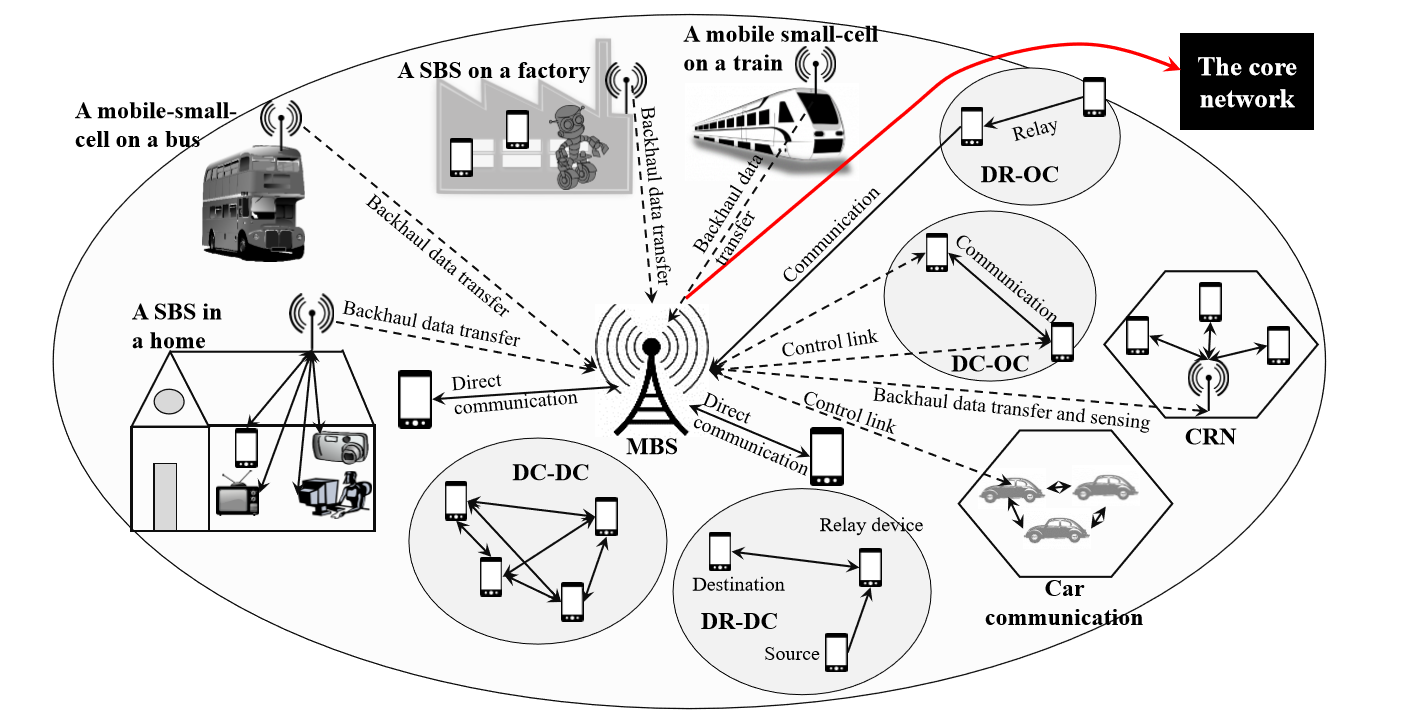 A mobile small-cell
on a train
The core
network
A SBS on a factory
A mobile-small-
cell on a bus
Backhaul data transfer
Backhaul data transfer
Backhaul data
transfer
Relay
DR-OC
Communication
Communication
Control link
DC-OC
A SBS in
a home
Backhaul data transfer
Direct
communication
MBS
Direct
communication
Control link
Backhaul data transfer and sensing
CRN
DC-DC
Relay device
Destination
DR-DC
Source
Car
communication